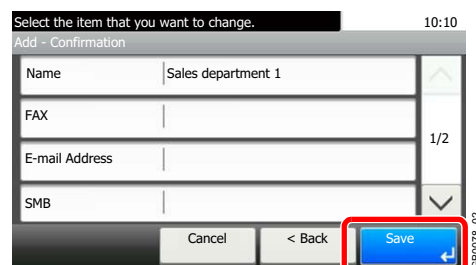 Select the item that you want to change. 10:10
Add - Confirmation
Name Sales department 1
FAX
E-mail Address
1/2
SMB
Cancel < Back Save